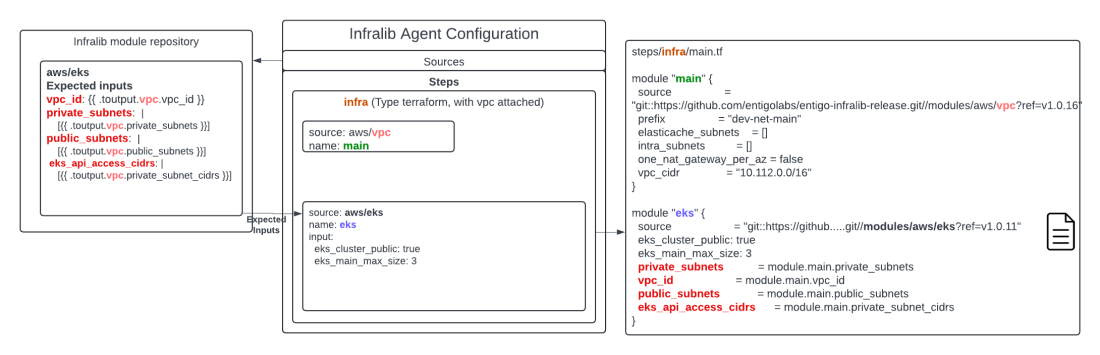 Infralib module repository
aws/eks
Expected inputs
vpc_id: {{ .toutput.vpc.vpc_id }}
private_subnets: |
[{{ .toutput.vpc.private_subnets }}]
public_subnets: |
[{{ .toutput.vpc.public_subnets }}]
eks_api_access_cidrs: |
[{{ .toutput.vpc.private_subnet_cidrs }}]
Expected
Inputs
Infralib Agent Configuration
Sources
Steps
infra (Type terraform, with vpc attached)
source: aws/vpc
name: main
source: aws/eks
name: eks
input:
eks_cluster_public: true
eks_main_max_size: 3
steps/infra/main.tf
module "main" {
source =
"git::https://github.com/entigolabs/entigo-infralib-release.git//modules/aws/vpc?ref=v1.0.16"
prefix = "dev-net-main"
elasticache_subnets = []
intra_subnets = []
one_nat_gateway_per_az = false
vpc_cidr = "10.112.0.0/16"
}
module "eks" {
source = "git::https://github.....git//modules/aws/eks?ref=v1.0.11"
eks_cluster_public: true
eks_main_max_size: 3
private_subnets = module.main.private_subnets
vpc_id = module.main.vpc_id
public_subnets = module.main.public_subnets
eks_api_access_cidrs = module.main.private_subnet_cidrs
}